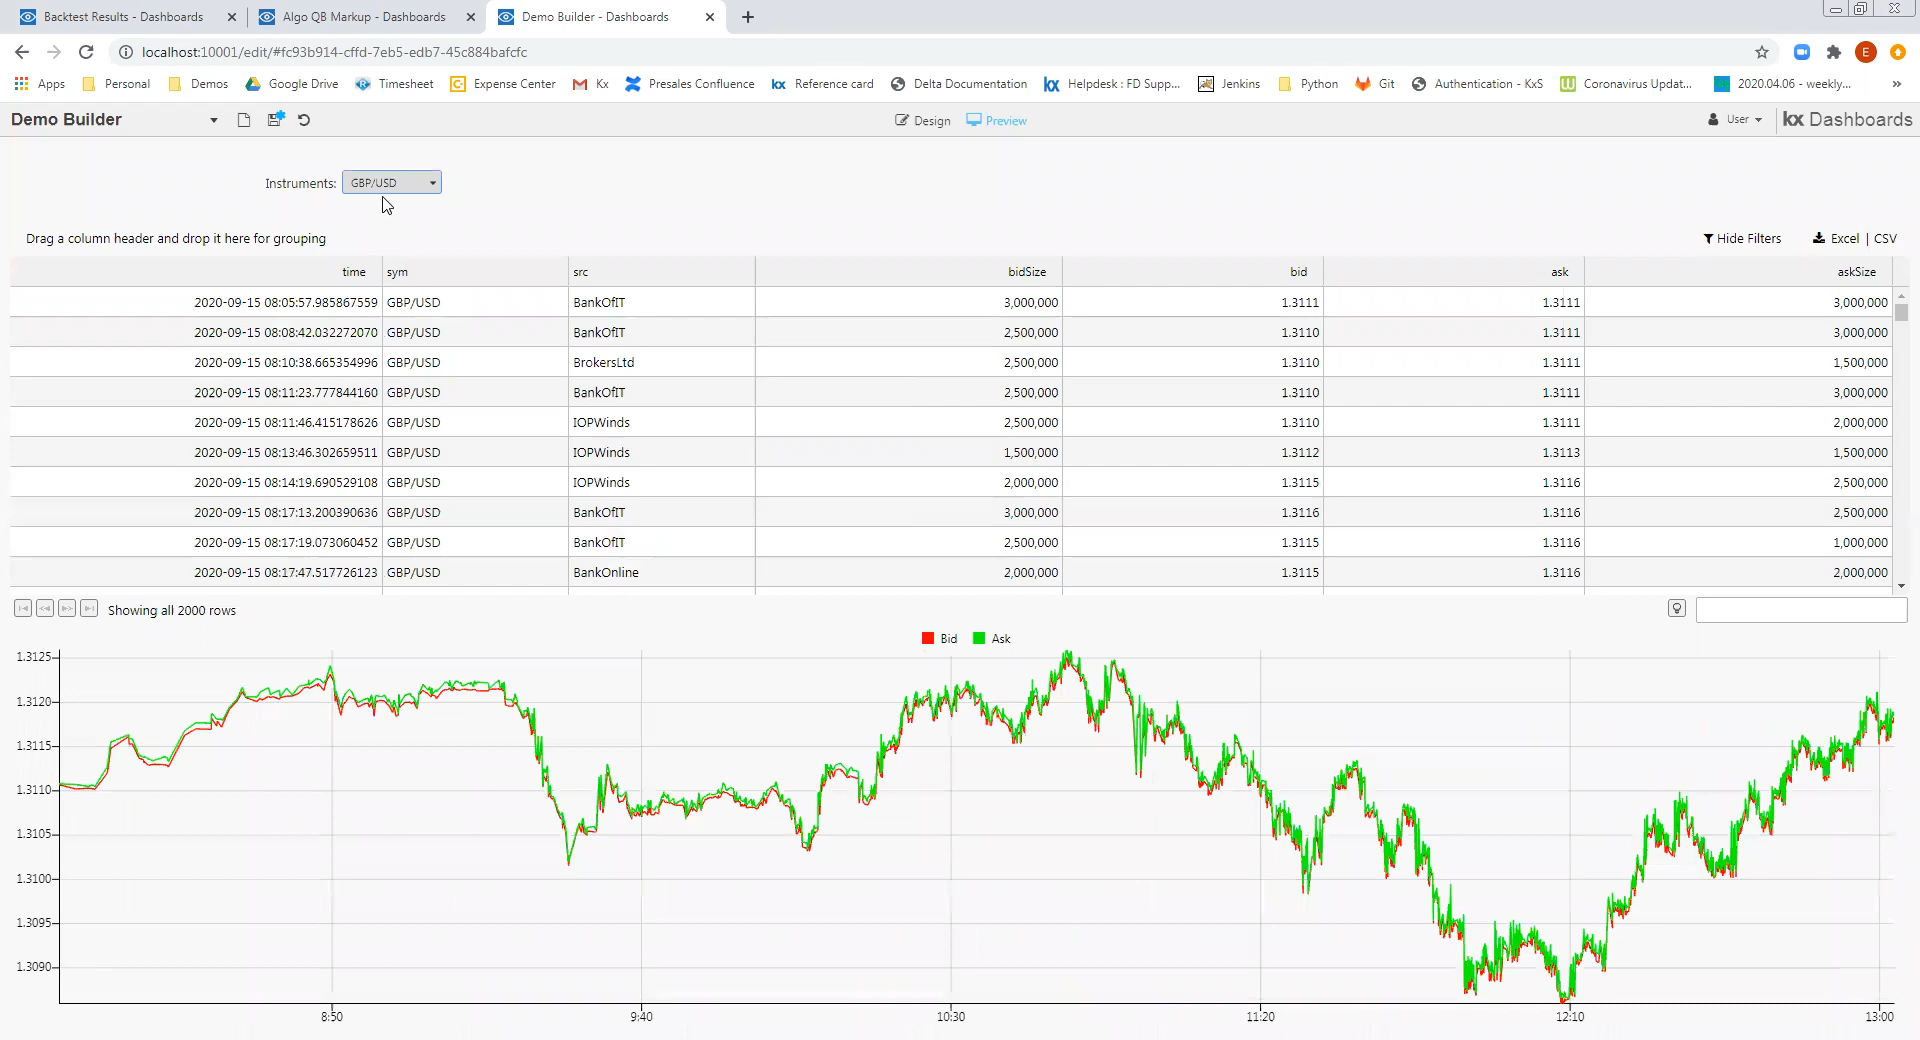 Backtest Results - Dashboards
Algo QB Markup - Dashboards
Demo Builder - Dashboards
localhost:10001/edit/#fc93b914-cffd-7eb5-edb7-45c884bafcfc
E
Apps Personal Demos Google Drive Timesheet Expense Center Kx Presales Confluence kx Reference card Delta Documentation kx Helpdesk : FD Supp... Jenkins Python Git Authentication - KxS Coronavirus Updat... 2020.04.06 - weekly... »
Demo Builder Design Preview User kx Dashboards
Instruments: GBP/USD
Drag a column header and drop it here for grouping Hide Filters Excel | CSV
time sym src bidSize bid ask askSize
2020-09-15 08:05:57.985867559 GBP/USD BankOfIT 3,000,000 1.3111 1.3111 3,000,000
2020-09-15 08:08:42.032272070 GBP/USD BankOfIT 2,500,000 1.3110 1.3111 3,000,000
2020-09-15 08:10:38.665354996 GBP/USD BrokersLtd 2,500,000 1.3110 1.3111 1,500,000
2020-09-15 08:11:23.777844160 GBP/USD BankOfIT 2,500,000 1.3110 1.3111 3,000,000
2020-09-15 08:11:46.415178626 GBP/USD IOPWinds 2,500,000 1.3110 1.3111 2,000,000
2020-09-15 08:13:46.302659511 GBP/USD IOPWinds 1,500,000 1.3112 1.3113 1,500,000
2020-09-15 08:14:19.690529108 GBP/USD IOPWinds 2,000,000 1.3115 1.3116 2,500,000
2020-09-15 08:17:13.200390636 GBP/USD BankOfIT 3,000,000 1.3116 1.3116 2,500,000
2020-09-15 08:17:19.073060452 GBP/USD BankOfIT 2,500,000 1.3115 1.3116 1,000,000
2020-09-15 08:17:47.517726123 GBP/USD BankOnline 2,000,000 1.3115 1.3116 2,000,000
Showing all 2000 rows
Bid Ask
1.3125
1.3120
1.3115
1.3110
1.3105
1.3100
1.3095
1.3090
8:50 9:40 10:30 11:20 12:10 13:00